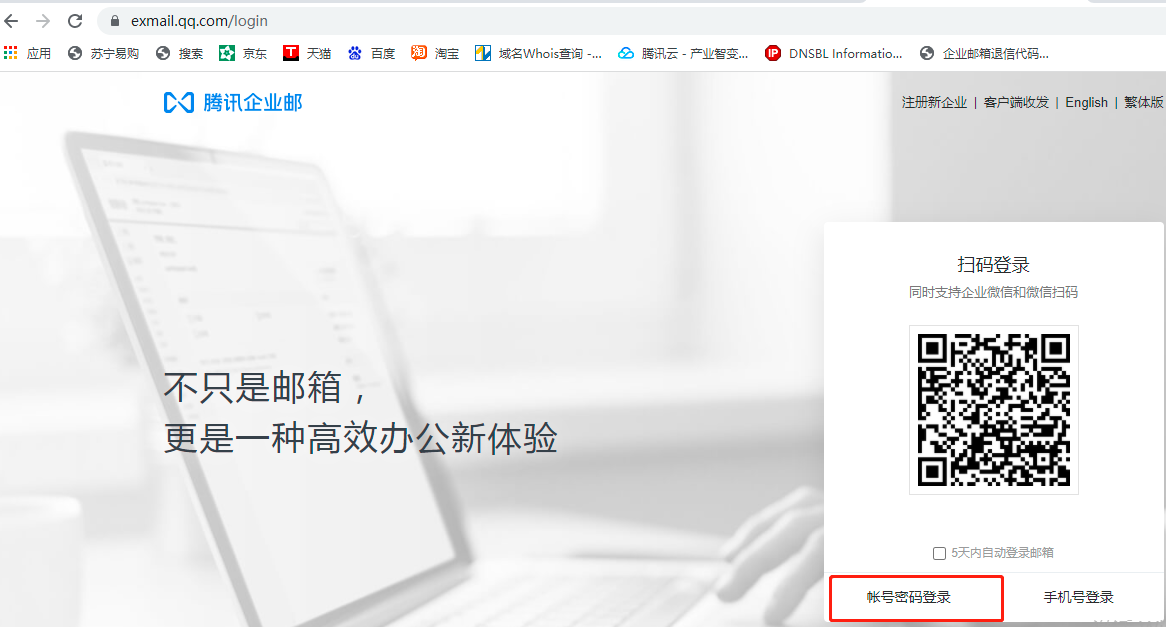 exmail.qq.com/login
应用 苏宁易购 搜索 京东 T 天猫 百度 淘 淘宝 域名Whois查询 -... 腾讯云 - 产业智变... IP DNSBL Informatio... 企业邮箱退信代码...
腾讯企业邮
注册新企业 | 客户端收发 | English | 繁体版
扫码登录
同时支持企业微信和微信扫码
不只是邮箱，
更是一种高效办公新体验
5天内自动登录邮箱
帐号密码登录 手机号登录